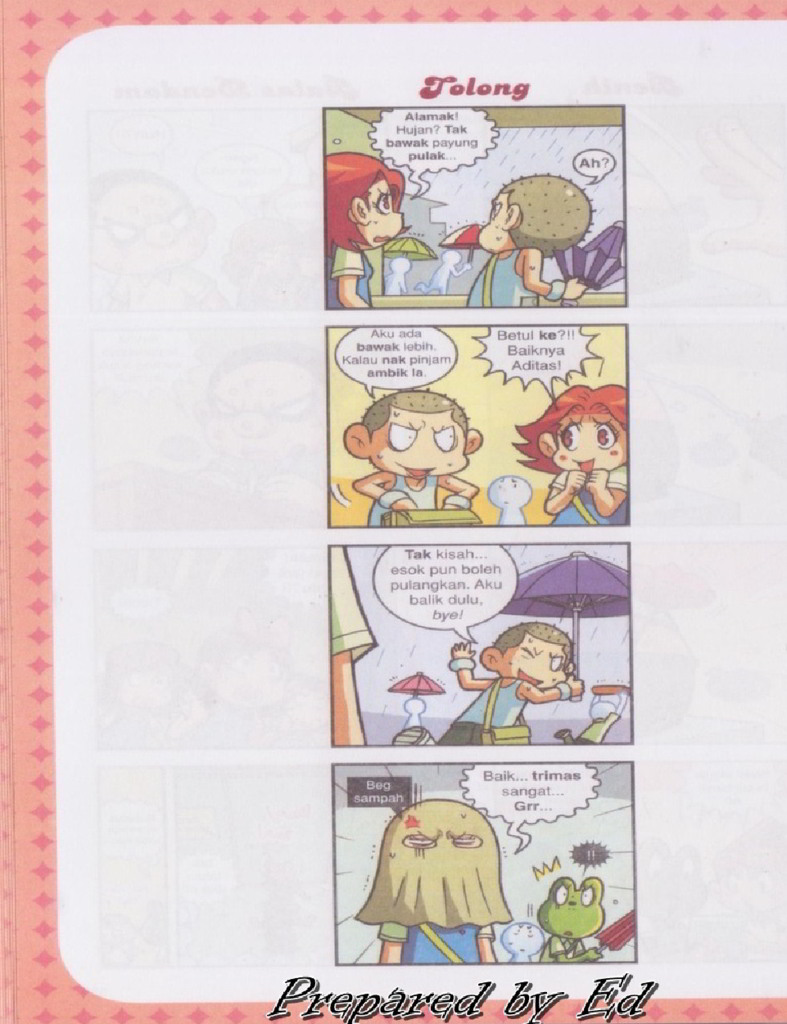 Tolong
Alamak!
Hujan? Tak
bawak payung
pulak...
Ah?
Aku ada
bawak lebih.
Kalau nak pinjam
ambik la.
Betul ke?!!
Baiknya
Aditas!
Tak kisah...
esok pun boleh
pulangkan. Aku
balik dulu,
bye!
Beg
sampah
Baik... trimas
sangat...
Grr...
!!
Prepared by Ed